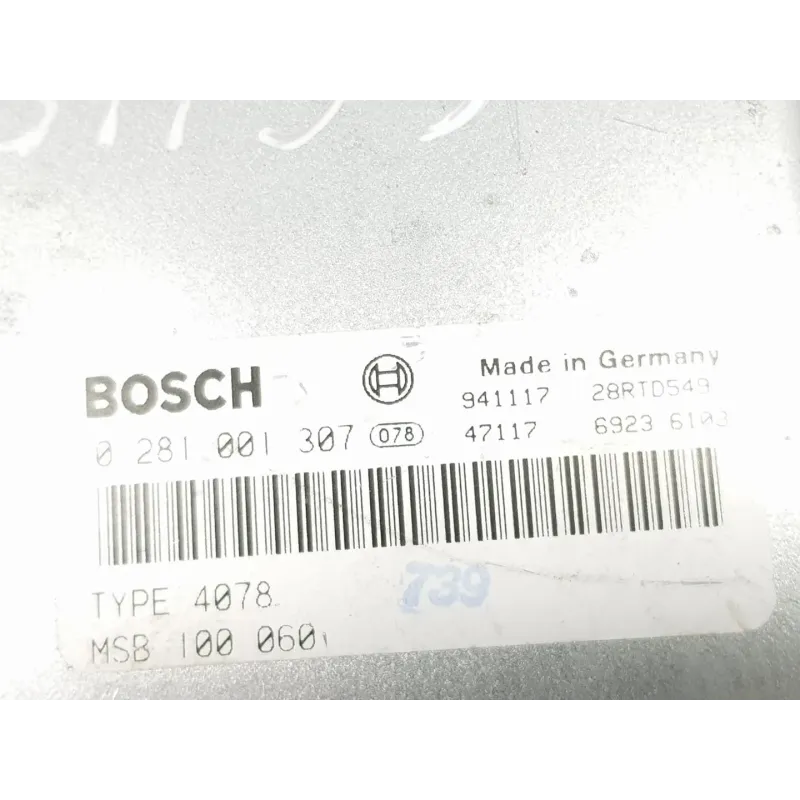 BOSCH
Made in Germany
941117 28RTD549
0 281 001 307 078 47117 6923 6103
TYPE 4078
739
MSB 100 060